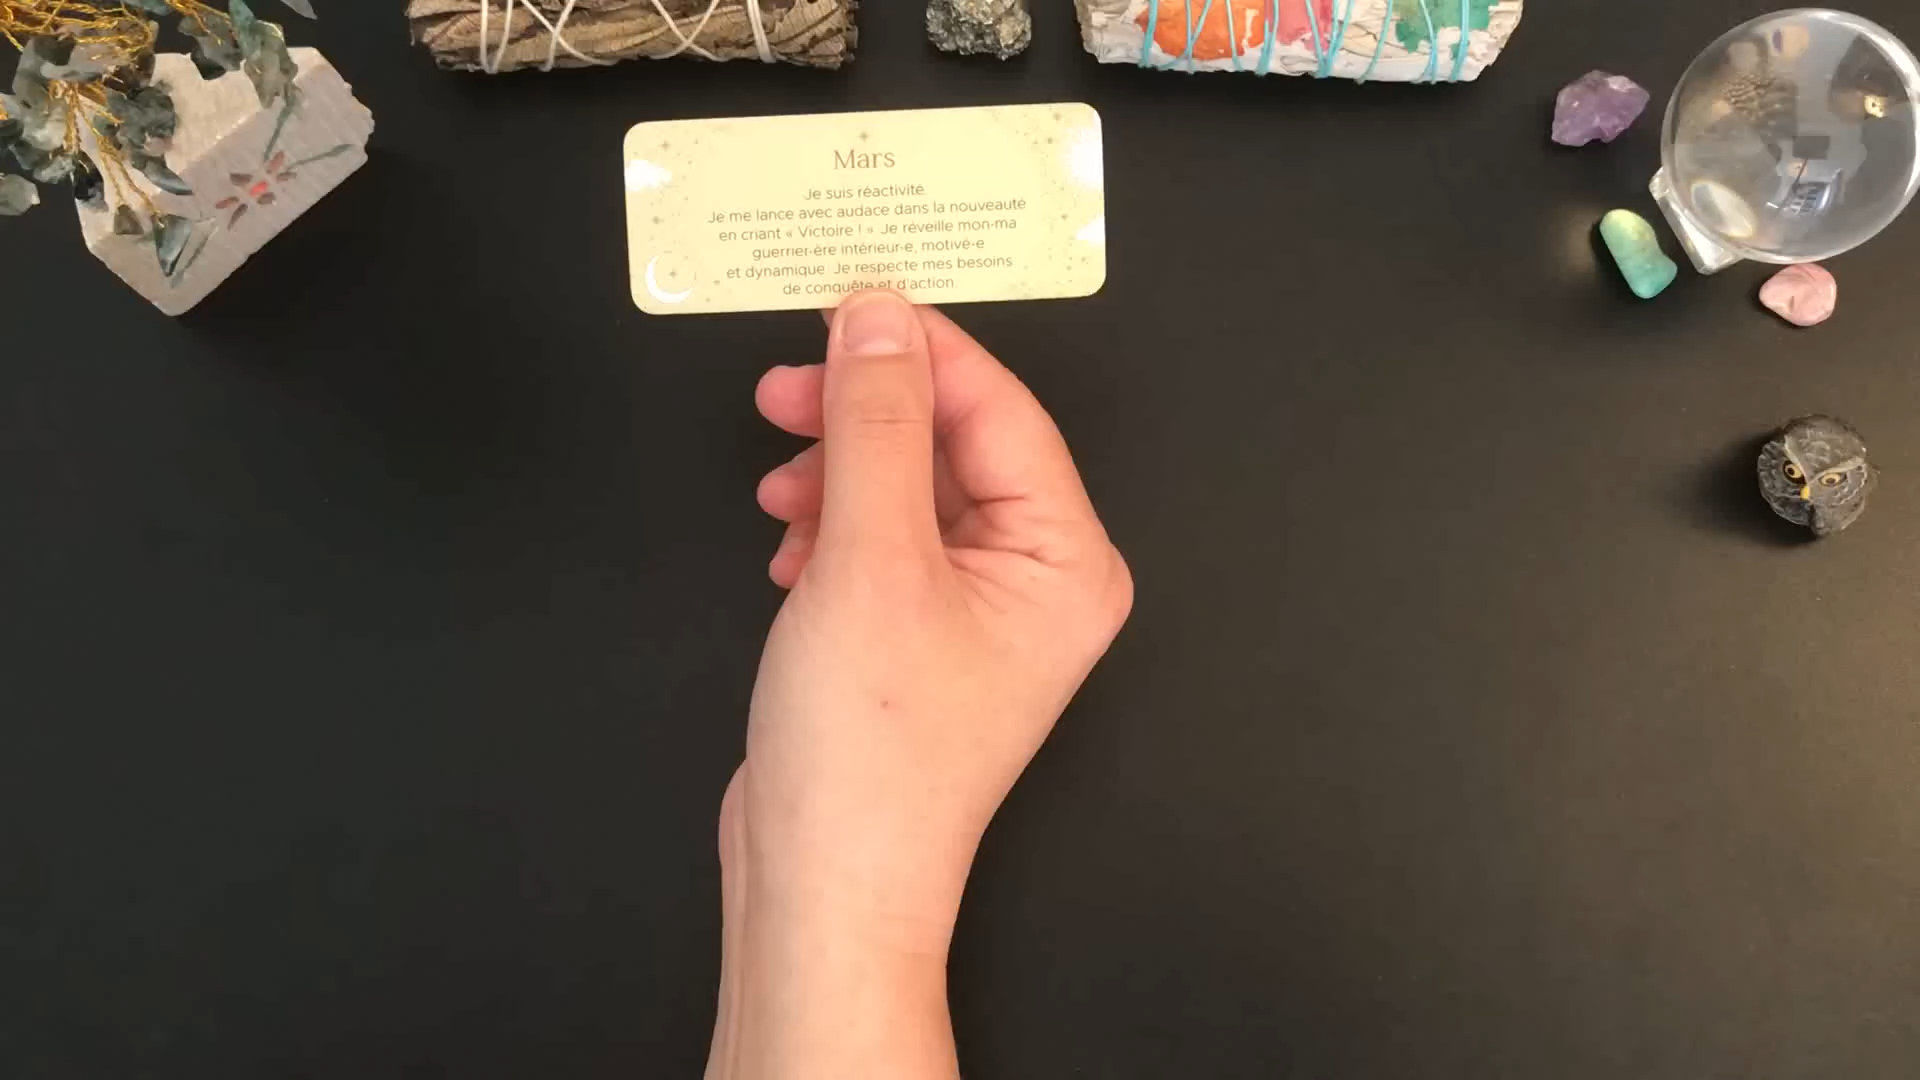 Mars
Je suis réactivité.
Je me lance avec audace dans la nouveauté
en criant « Victoire ! » Je réveille mon·ma
guerrier·ère intérieur·e, motivé·e
et dynamique. Je respecte mes besoins
de conquête et d'action.